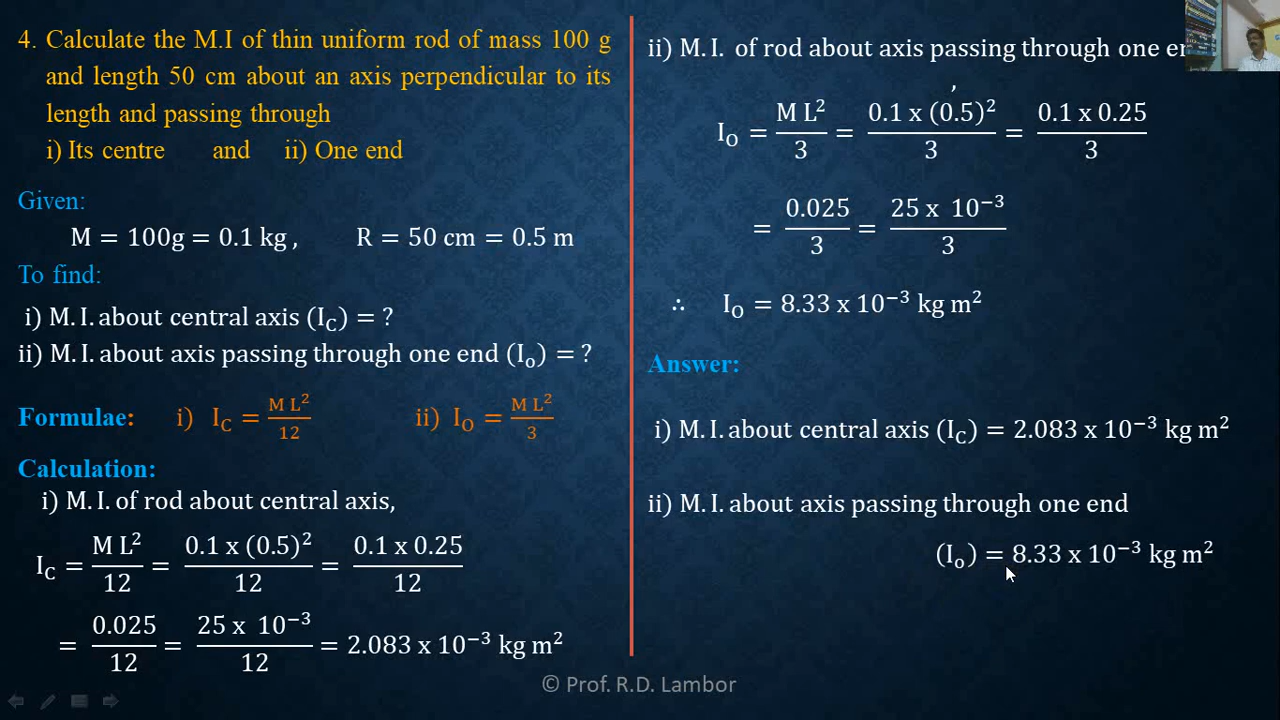 4. Calculate the M.I of thin uniform rod of mass 100 g
and length 50 cm about an axis perpendicular to its
length and passing through
i) Its centre and ii) One end
Given:
M = 100g = 0.1 kg , R = 50 cm = 0.5 m
To find:
i) M. I. about central axis (I_C) = ?
ii) M. I. about axis passing through one end (I_o) = ?
Formulae: i) I_C = M L²/12 ii) I_O = M L²/3
Calculation:
i) M. I. of rod about central axis,
I_C = M L²/12 = 0.1 x (0.5)²/12 = 0.1 x 0.25/12
= 0.025/12 = 25 x 10⁻³/12 = 2.083 x 10⁻³ kg m²
ii) M. I. of rod about axis passing through one
,
I_O = M L²/3 = 0.1 x (0.5)²/3 = 0.1 x 0.25/3
= 0.025/3 = 25 x 10⁻³/3
∴ I_O = 8.33 x 10⁻³ kg m²
Answer:
i) M. I. about central axis (I_C) = 2.083 x 10⁻³ kg m²
ii) M. I. about axis passing through one end
(I_o) = 8.33 x 10⁻³ kg m²
© Prof. R.D. Lambor